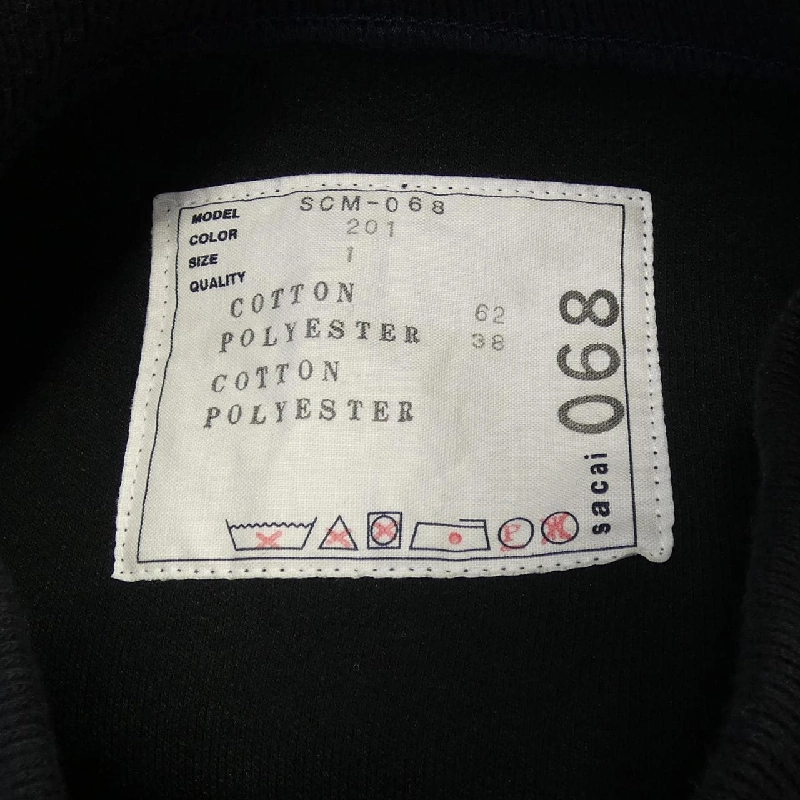 MODEL SCM-068
COLOR 201
SIZE 1
QUALITY
COTTON 62
POLYESTER 38
COTTON
POLYESTER
sacai 068
P